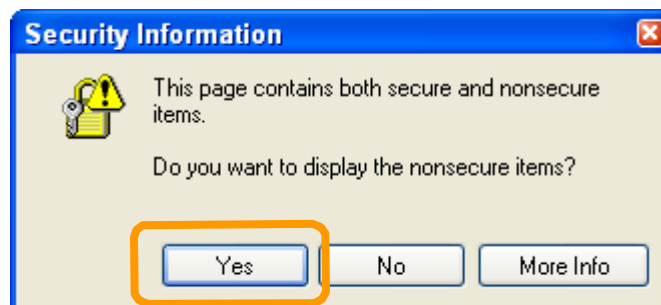 Security Information
This page contains both secure and nonsecure
items.
Do you want to display the nonsecure items?
Yes
No
More Info